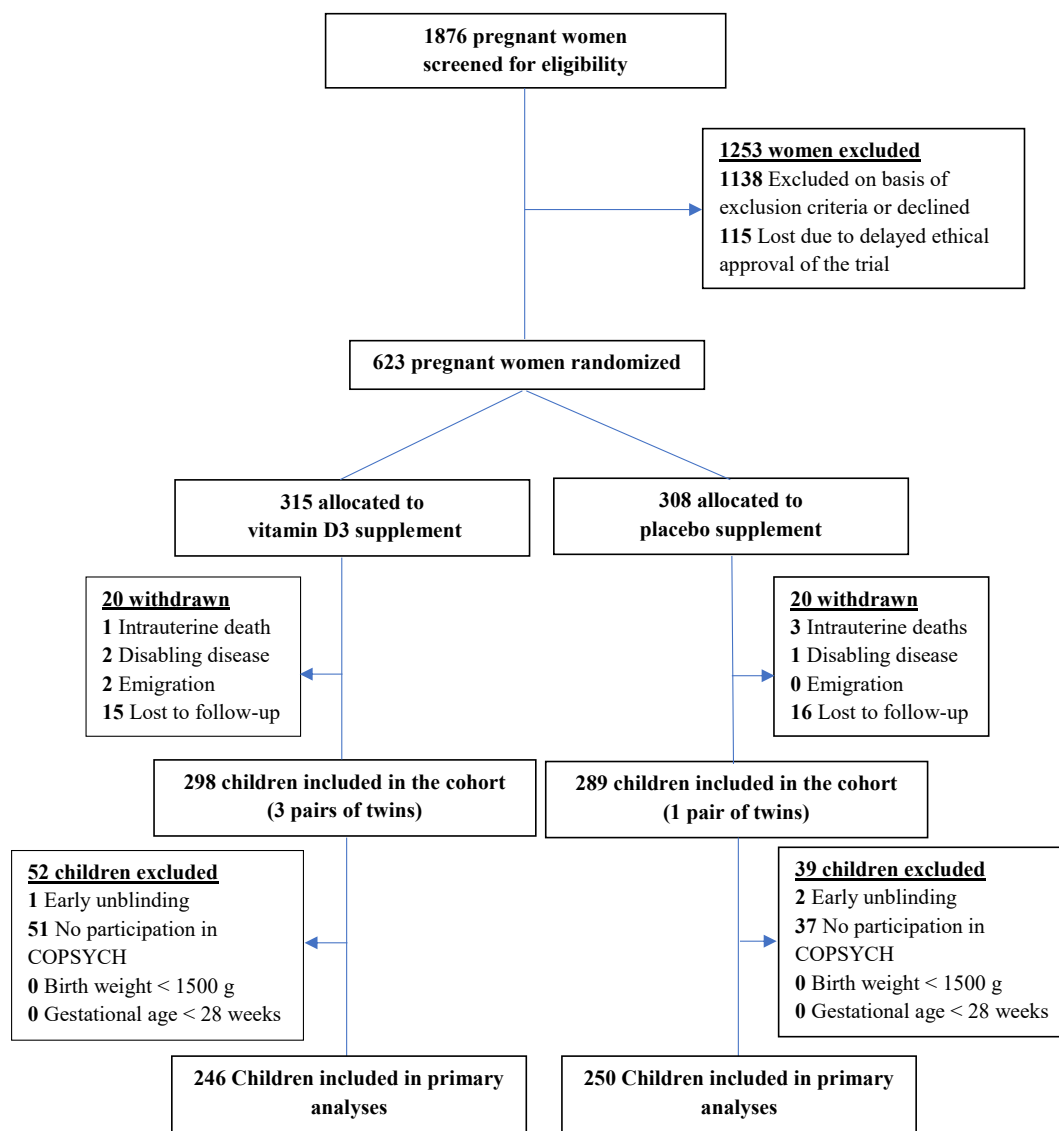 1876 pregnant women
screened for eligibility
1253 women excluded
1138 Excluded on basis of
exclusion criteria or declined
115 Lost due to delayed ethical
approval of the trial
623 pregnant women randomized
315 allocated to
vitamin D3 supplement
308 allocated to
placebo supplement
20 withdrawn
1 Intrauterine death
2 Disabling disease
2 Emigration
15 Lost to follow-up
20 withdrawn
3 Intrauterine deaths
1 Disabling disease
0 Emigration
16 Lost to follow-up
298 children included in the cohort
(3 pairs of twins)
289 children included in the cohort
(1 pair of twins)
52 children excluded
1 Early unblinding
51 No participation in
COPSYCH
0 Birth weight < 1500 g
0 Gestational age < 28 weeks
39 children excluded
2 Early unblinding
37 No participation in
COPSYCH
0 Birth weight < 1500 g
0 Gestational age < 28 weeks
246 Children included in primary
analyses
250 Children included in primary
analyses